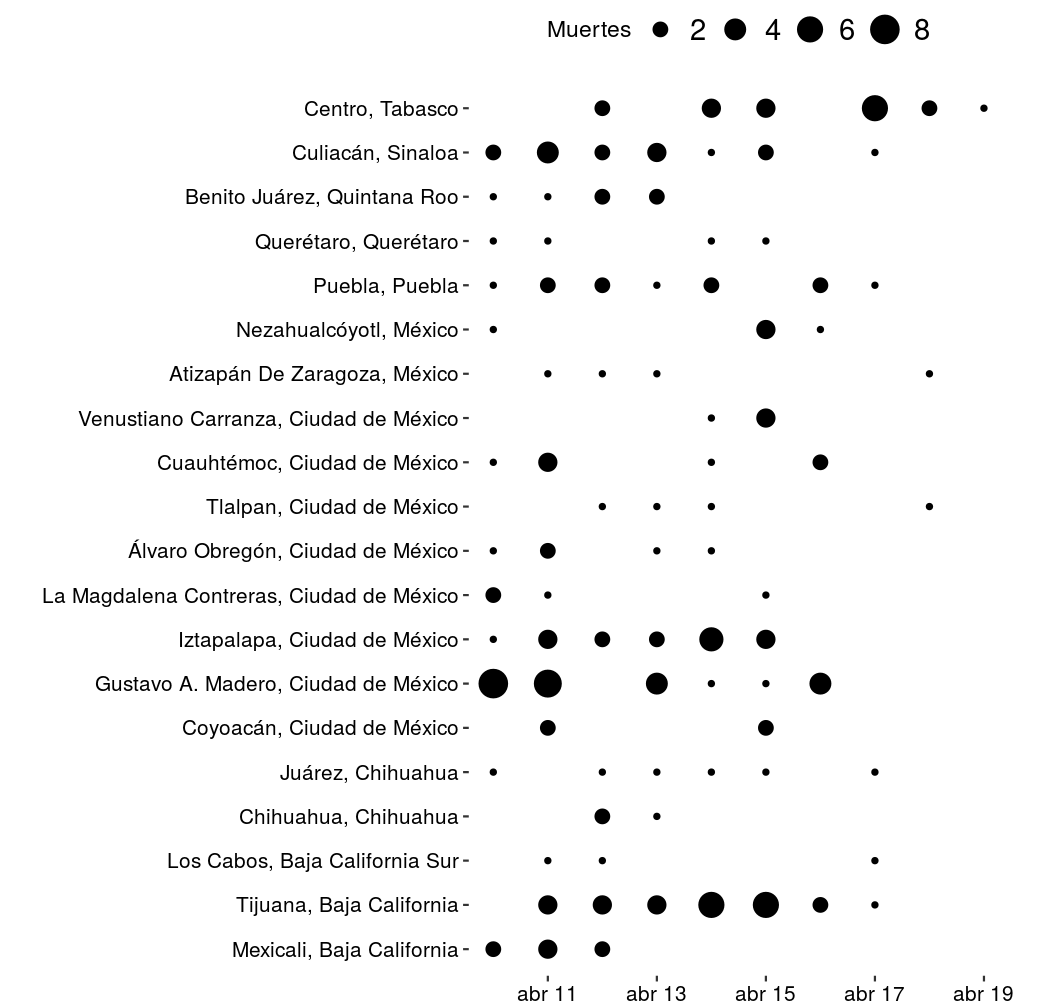 Muertes 2 4 6 8
Centro, Tabasco
Culiacán, Sinaloa
Benito Juárez, Quintana Roo
Querétaro, Querétaro
Puebla, Puebla
Nezahualcóyotl, México
Atizapán De Zaragoza, México
Venustiano Carranza, Ciudad de México
Cuauhtémoc, Ciudad de México
Tlalpan, Ciudad de México
Álvaro Obregón, Ciudad de México
La Magdalena Contreras, Ciudad de México
Iztapalapa, Ciudad de México
Gustavo A. Madero, Ciudad de México
Coyoacán, Ciudad de México
Juárez, Chihuahua
Chihuahua, Chihuahua
Los Cabos, Baja California Sur
Tijuana, Baja California
Mexicali, Baja California
abr 11 abr 13 abr 15 abr 17 abr 19